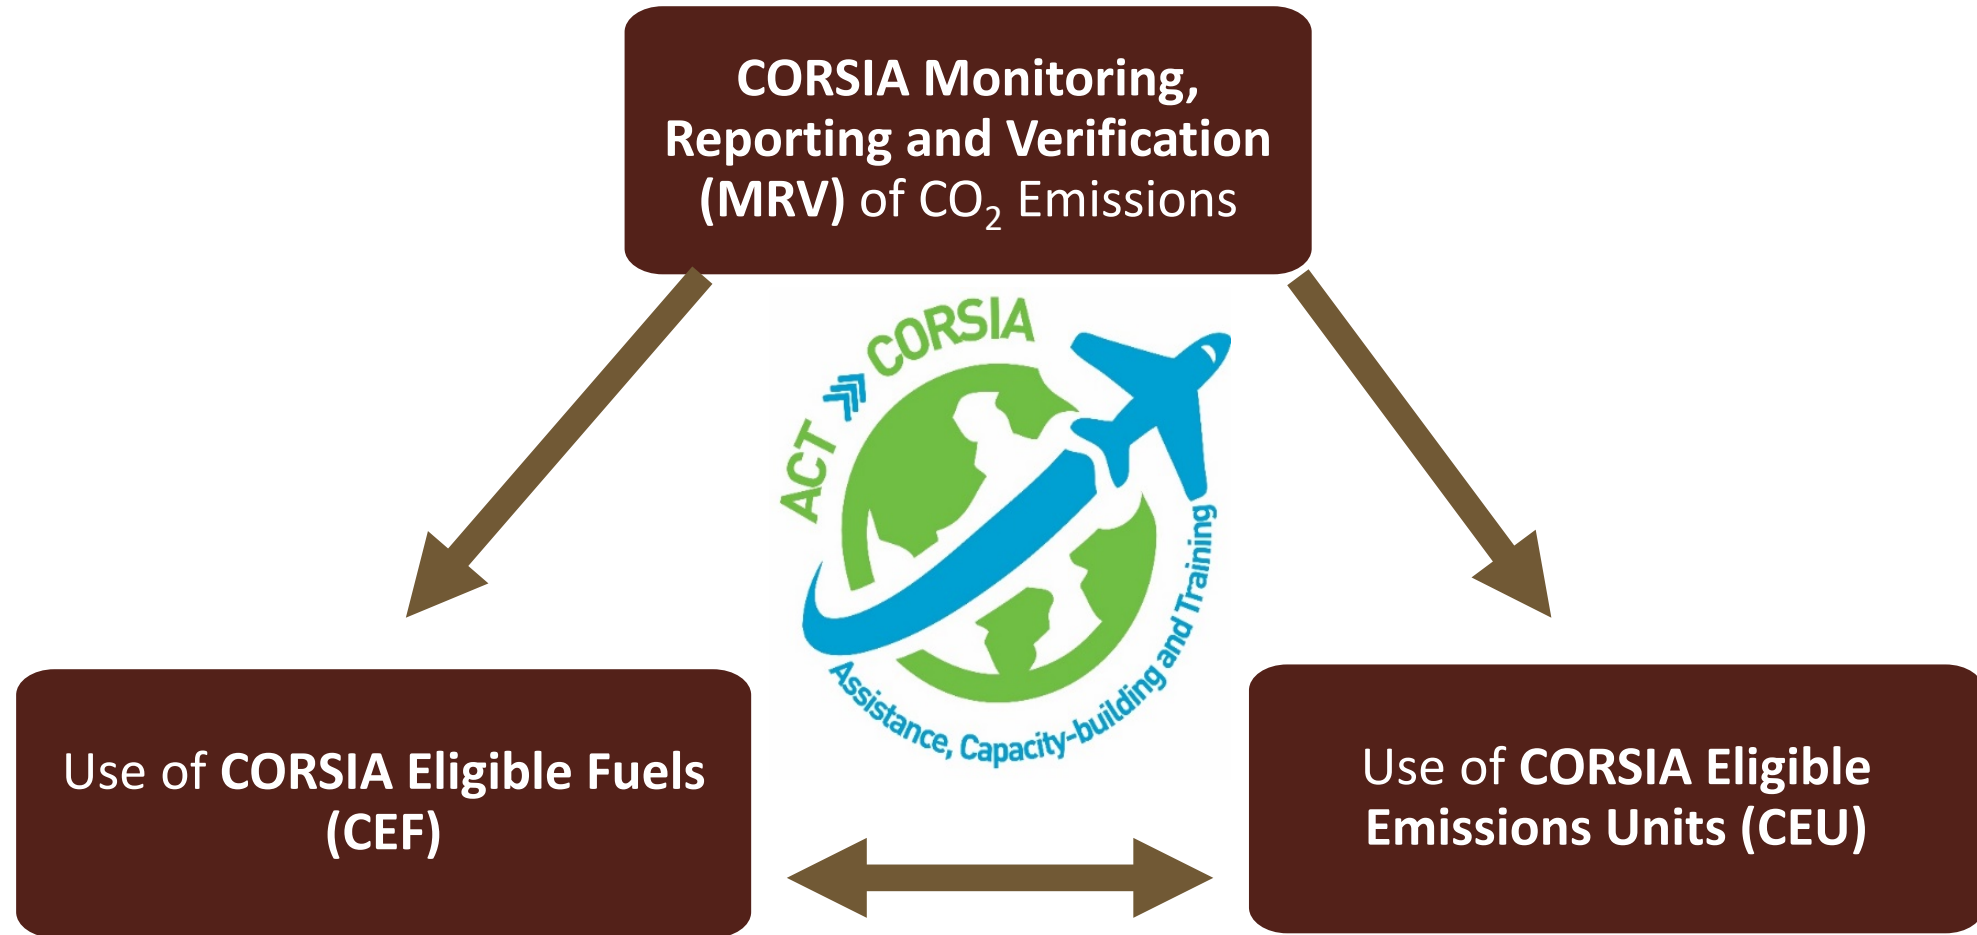 CORSIA Monitoring,
Reporting and Verification
(MRV) of CO₂ Emissions
ACT CORSIA
Assistance, Capacity-building and Training
Use of CORSIA Eligible Fuels
(CEF)
Use of CORSIA Eligible
Emissions Units (CEU)